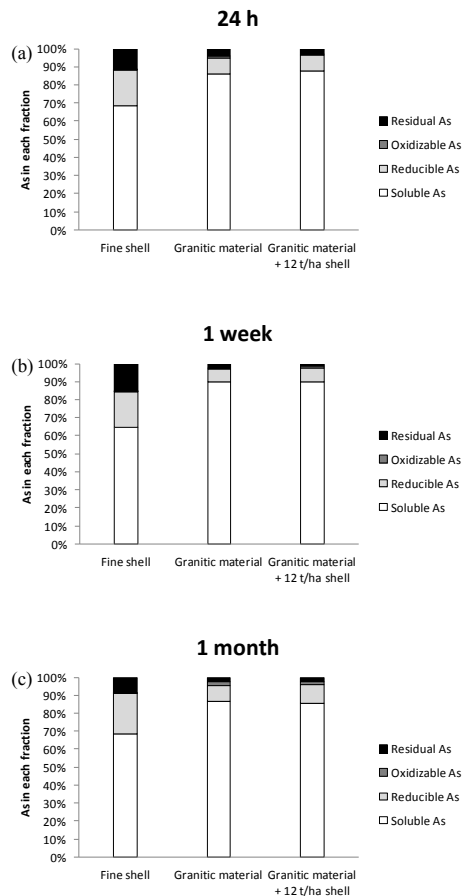 24 h
(a)
As in each fraction
100%
90%
80%
70%
60%
50%
40%
30%
20%
10%
0%
Fine shell
Granitic material
Granitic material
+ 12 t/ha shell
Residual As
Oxidizable As
Reducible As
Soluble As
1 week
(b)
As in each fraction
100%
90%
80%
70%
60%
50%
40%
30%
20%
10%
0%
Fine shell
Granitic material
Granitic material
+ 12 t/ha shell
Residual As
Oxidizable As
Reducible As
Soluble As
1 month
(c)
As in each fraction
100%
90%
80%
70%
60%
50%
40%
30%
20%
10%
0%
Fine shell
Granitic material
Granitic material
+ 12 t/ha shell
Residual As
Oxidizable As
Reducible As
Soluble As